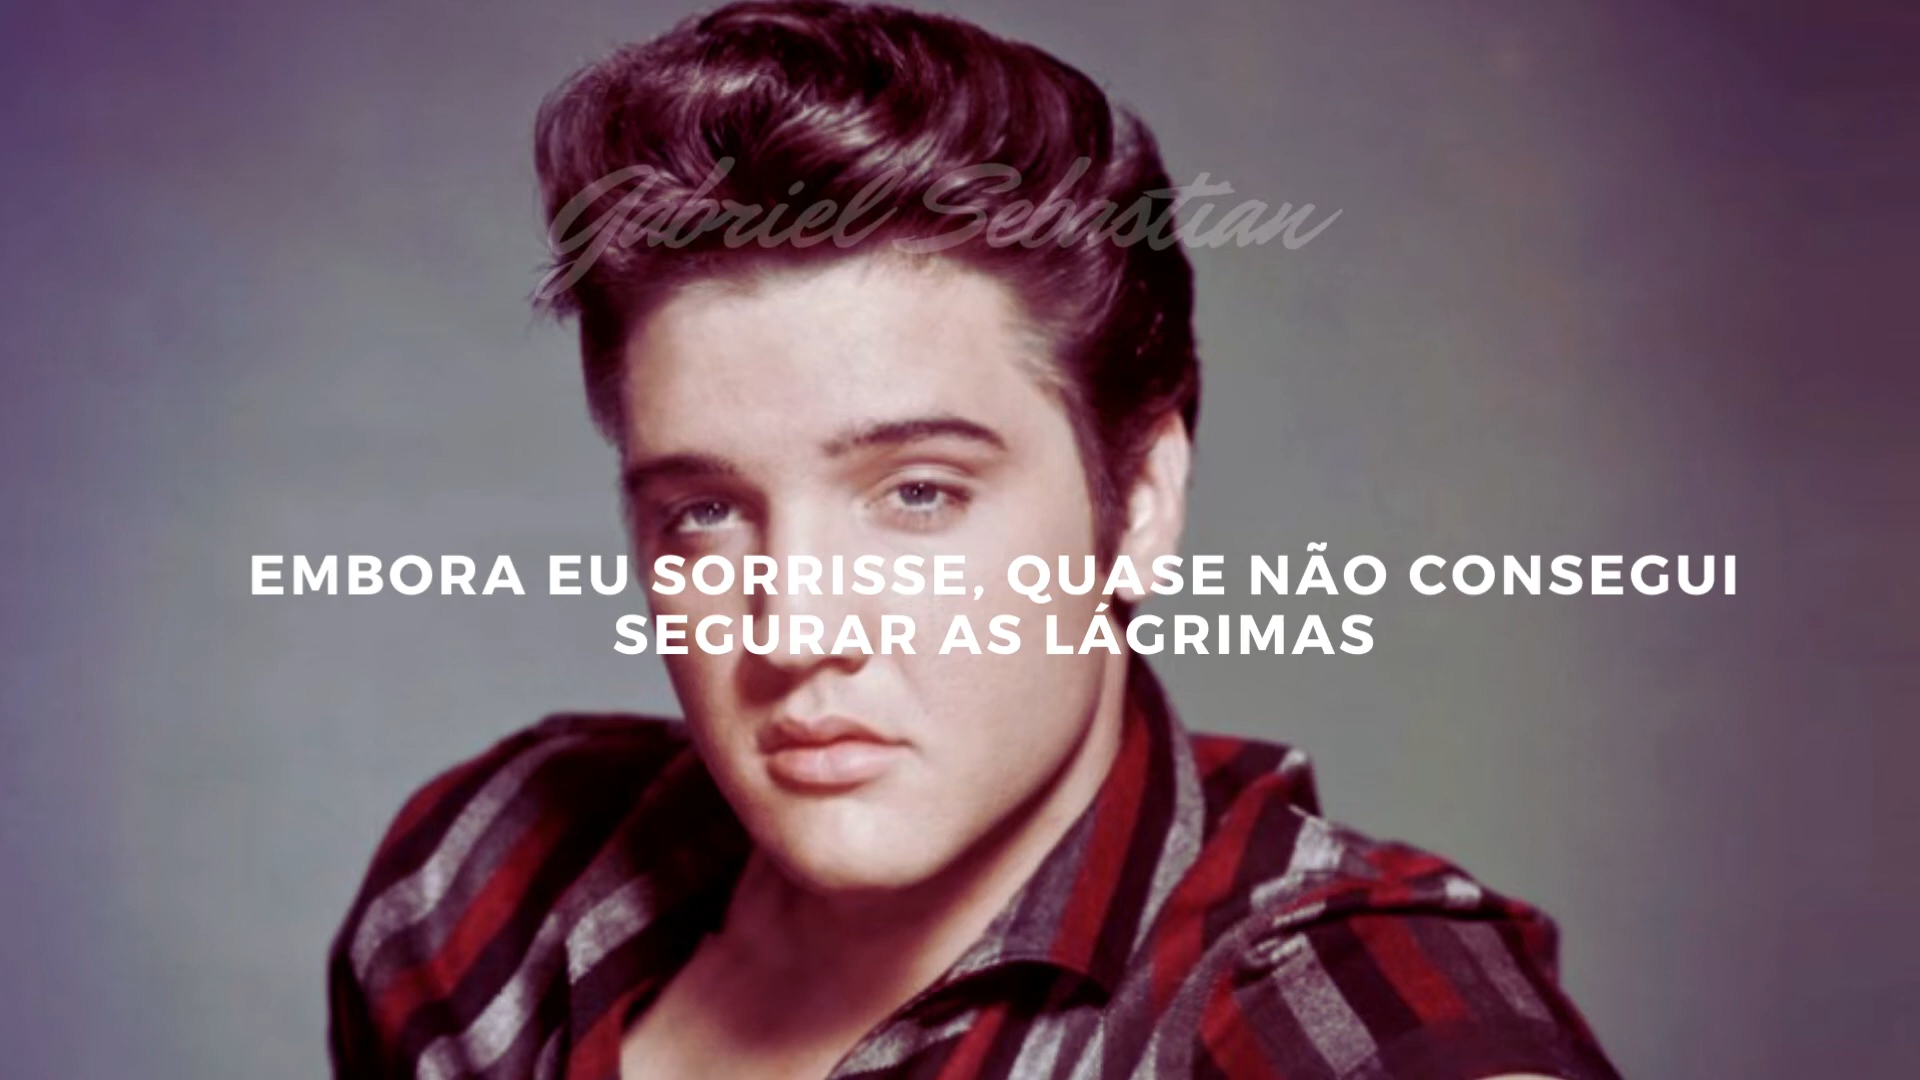 Gabriel Sebastian
EMBORA EU SORRISSE, QUASE NÃO CONSEGUI
SEGURAR AS LÁGRIMAS